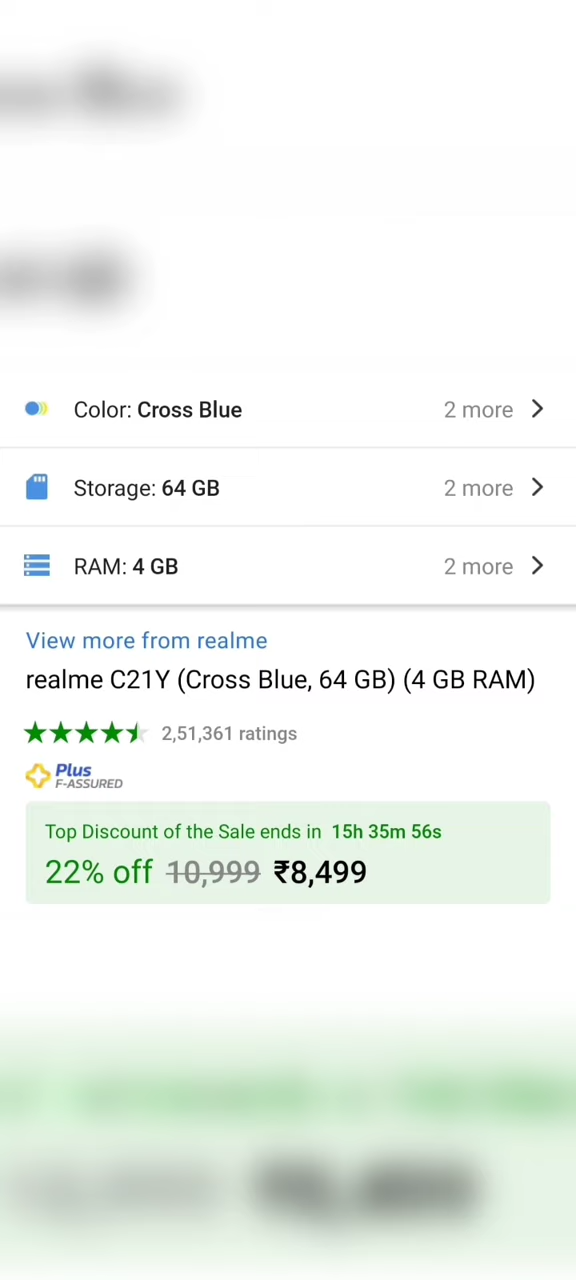 Color: Cross Blue 2 more
Storage: 64 GB 2 more
RAM: 4 GB 2 more
View more from realme
realme C21Y (Cross Blue, 64 GB) (4 GB RAM)
2,51,361 ratings
Plus
F-ASSURED
Top Discount of the Sale ends in 15h 35m 56s
22% off 10,999 ₹8,499